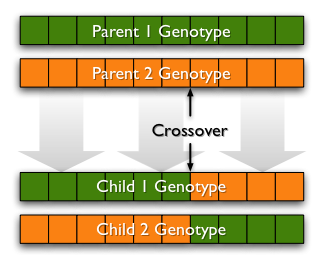 Parent 1 Genotype
Parent 2 Genotype
Crossover
Child 1 Genotype
Child 2 Genotype